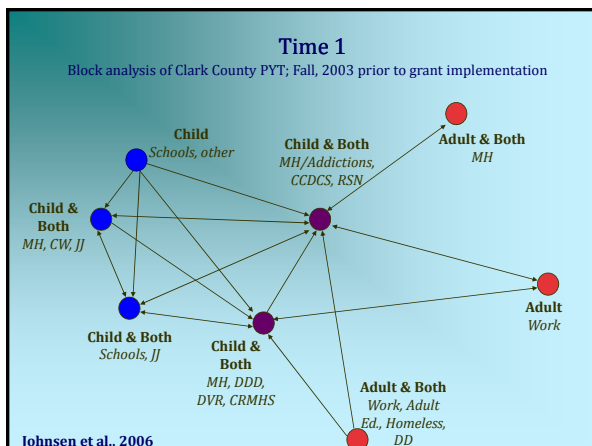 Time 1
Block analysis of Clark County PYT; Fall, 2003 prior to grant implementation
Child
Schools, other
Child & Both
MH/Addictions,
CCDCS, RSN
Adult & Both
MH
Child &
Both
MH, CW, JJ
Adult
Work
Child & Both
Schools, JJ
Child &
Both
MH, DDD,
DVR, CRMHS
Adult & Both
Work, Adult
Ed., Homeless,
DD
Johnsen et al., 2006